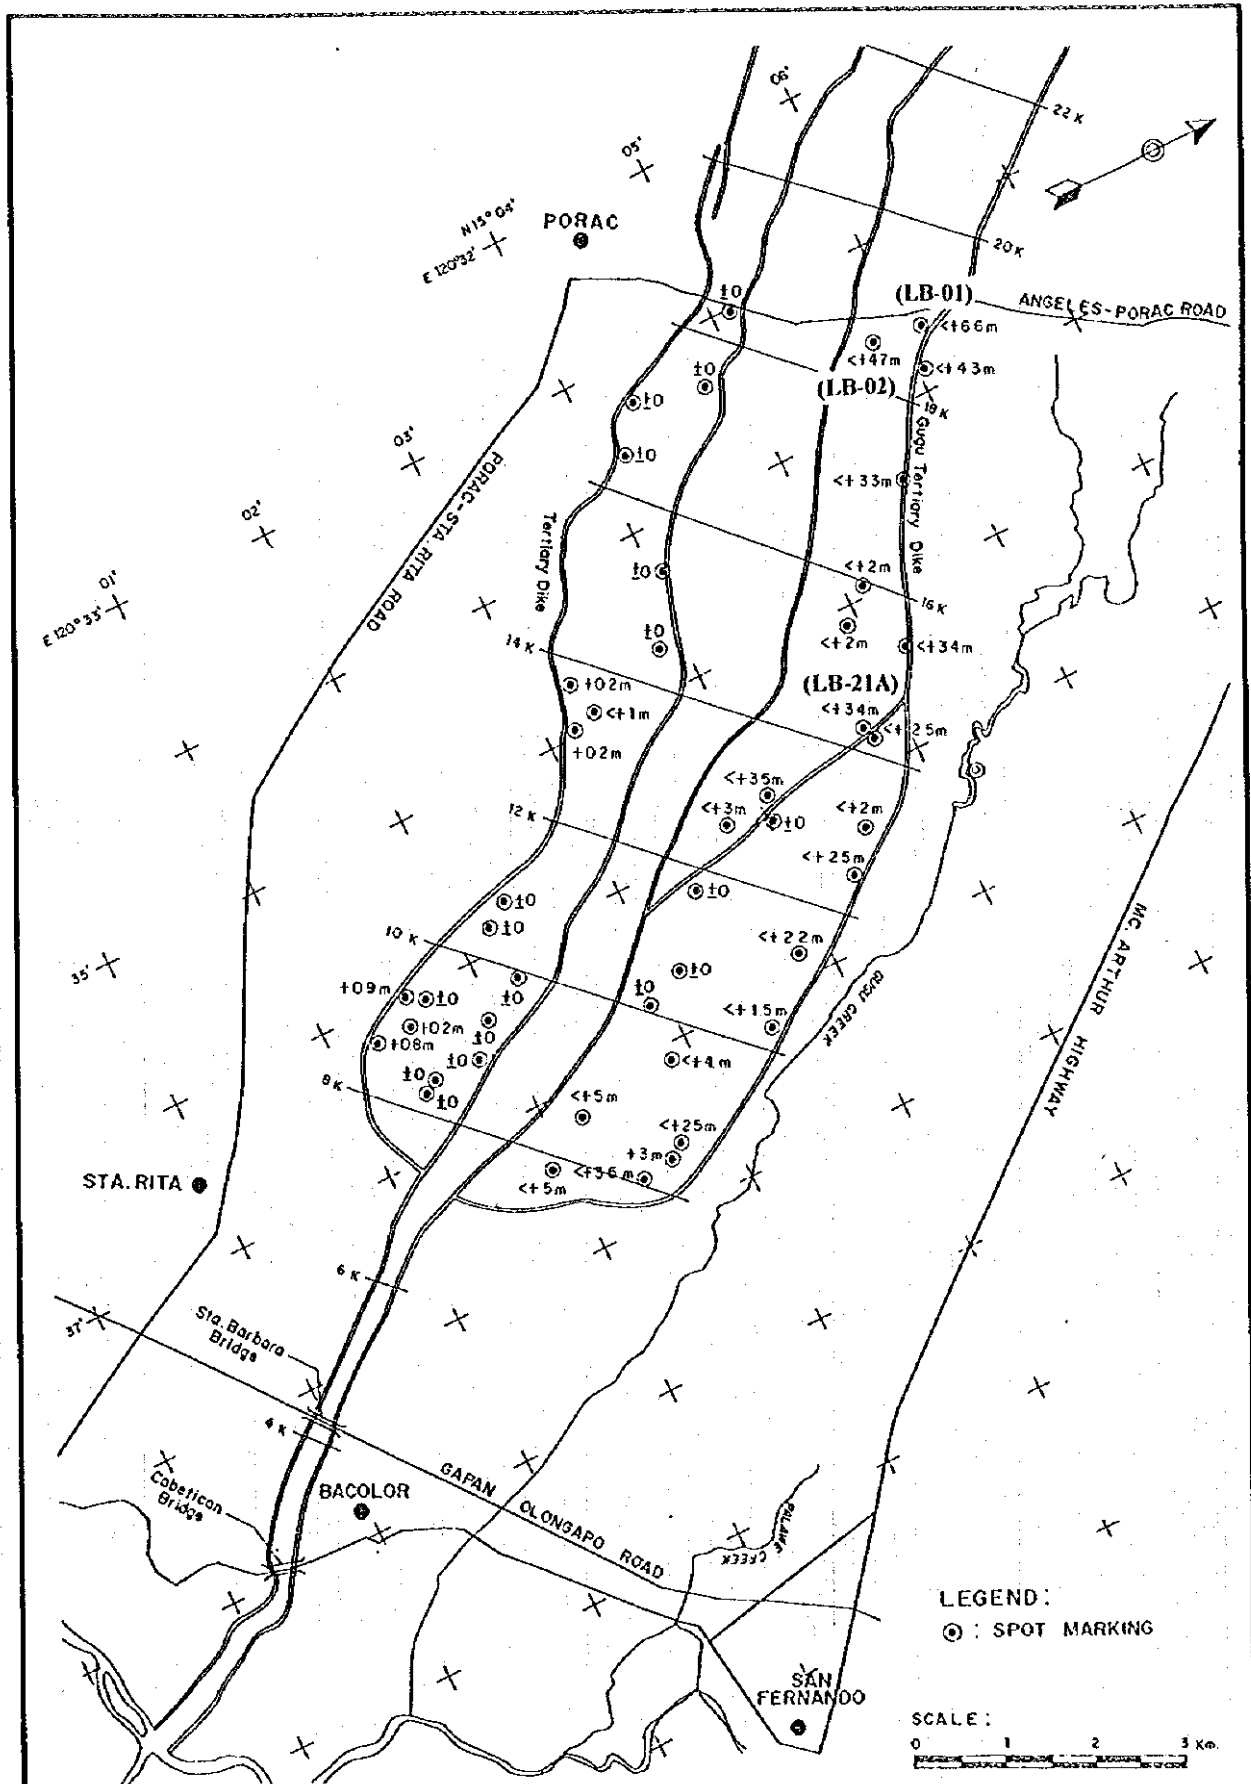 06'
22 K
05'
N 15° 04'
E 120°32'
PORAC
20 K
(LB-01)
ANGELES-PORAC ROAD
±0
<+66m
<+47m
<+43m
±0
(LB-02)
18 K
±0
03'
±0
PORAC-STA. RITA ROAD
<+33m
Gugu Tertiary Dike
02'
Tertiary Dike
<+2m
±0
01'
16 K
E 120°33'
<+2m
±0
<+34m
14 K
(LB-21A)
+02m
<+1m
<+34m
<+25m
+02m
<+35m
<+3m
±0
<+2m
12 K
<+25m
±0
±0
±0
10 K
<+22m
35'
±0
±0
+09m
±0
±0
<+15m
+02m
±0
+08m
±0
<+4m
GUGU CREEK
MC. ARTHUR HIGHWAY
±0
8 K
±0
<+5m
<+25m
+3m
<+36m
<+5m
STA. RITA
6 K
37'
Sta. Barbara
Bridge
4 K
Cabetican
Bridge
BACOLOR
GAPAN OLONGAPO ROAD
PALAWE
CREEK
LEGEND:
: SPOT MARKING
SAN
FERNANDO
SCALE:
0 1 2 3 Km.